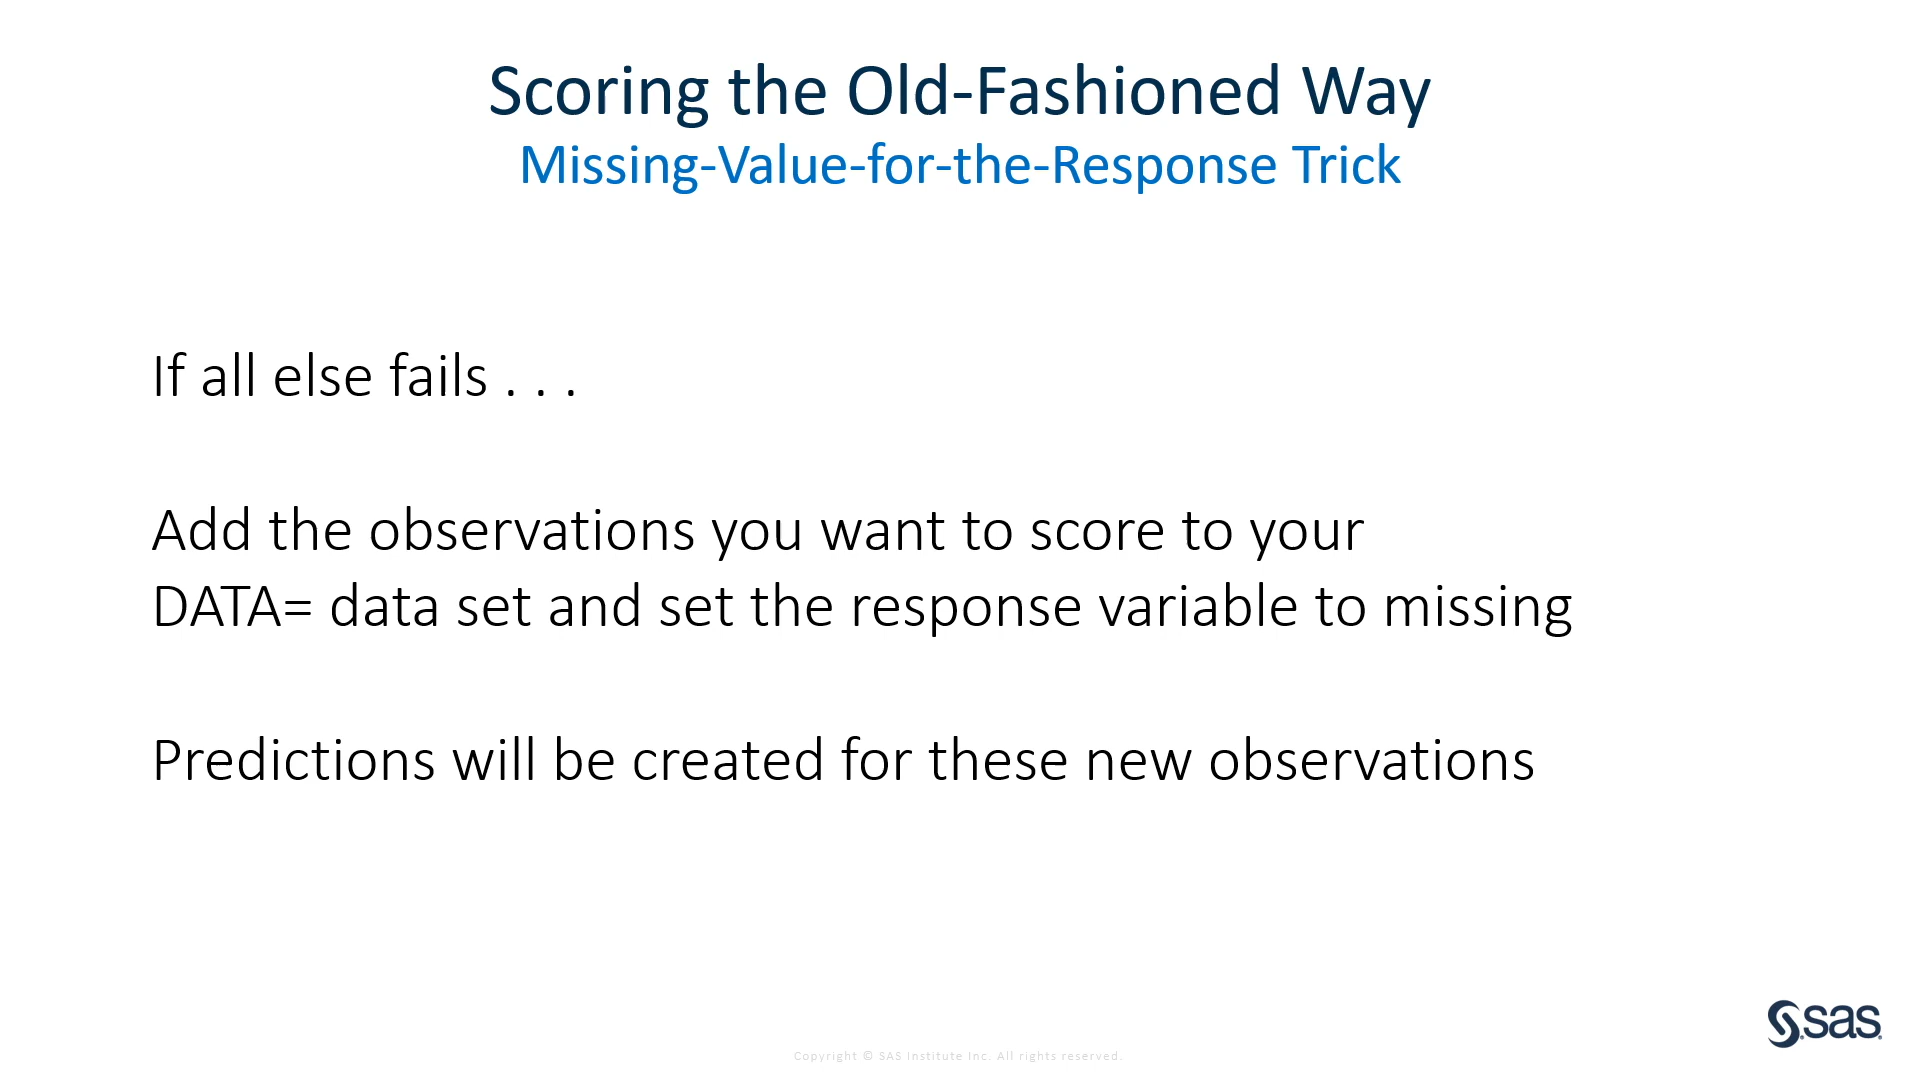 Scoring the Old-Fashioned Way
Missing-Value-for-the-Response Trick
If all else fails . . .
Add the observations you want to score to your
DATA= data set and set the response variable to missing
Predictions will be created for these new observations
sas
Copyright © SAS Institute Inc. All rights reserved.